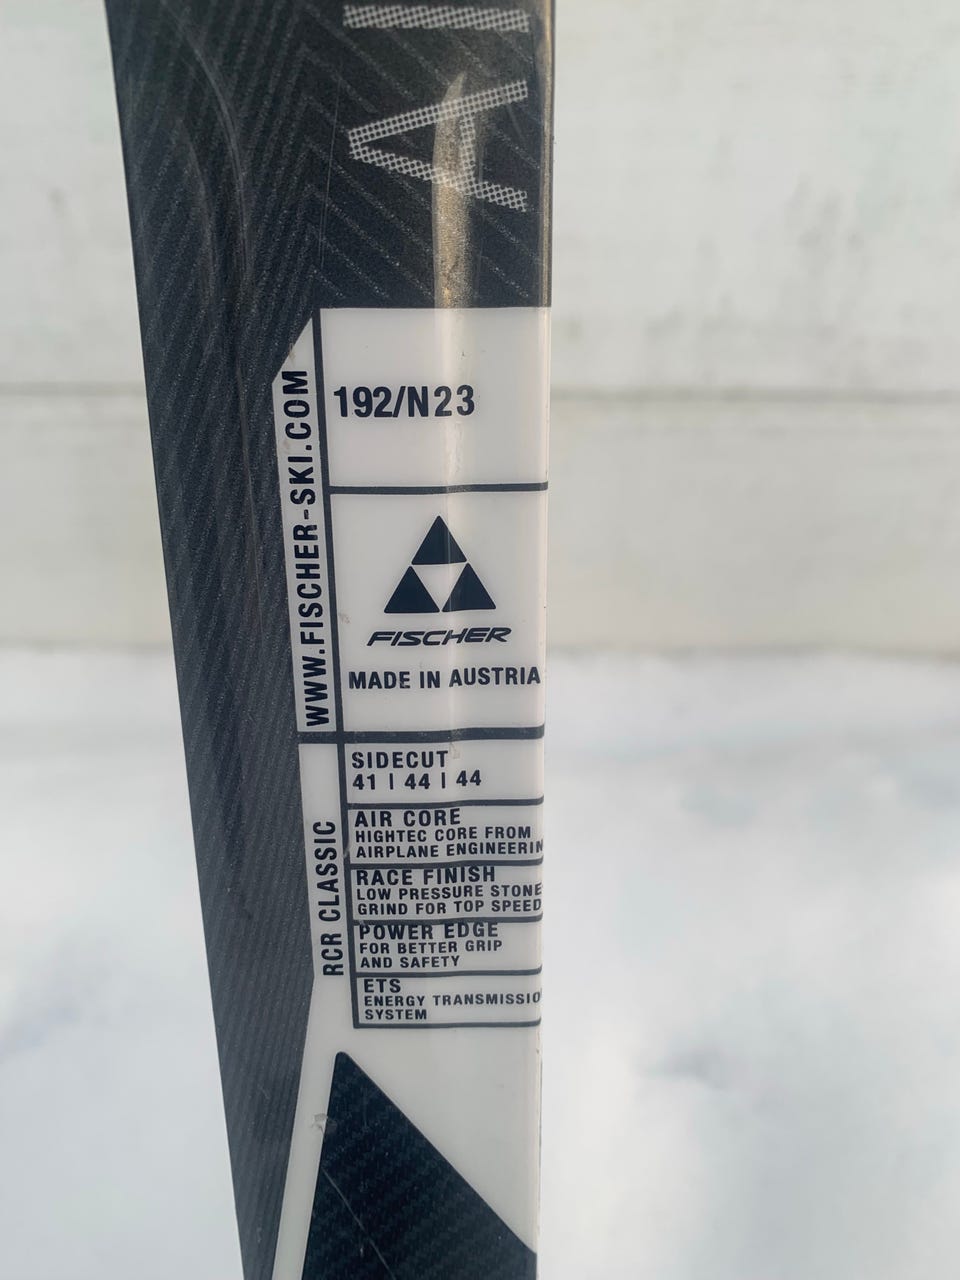 AI
192/N23
WWW.FISCHER-SKI.COM
FISCHER
MADE IN AUSTRIA
RCR CLASSIC
SIDECUT
41 | 44 | 44
AIR CORE
HIGHTEC CORE FROM
AIRPLANE ENGINEERIN
RACE FINISH
LOW PRESSURE STONE
GRIND FOR TOP SPEED
POWER EDGE
FOR BETTER GRIP
AND SAFETY
ETS
ENERGY TRANSMISSIO
SYSTEM